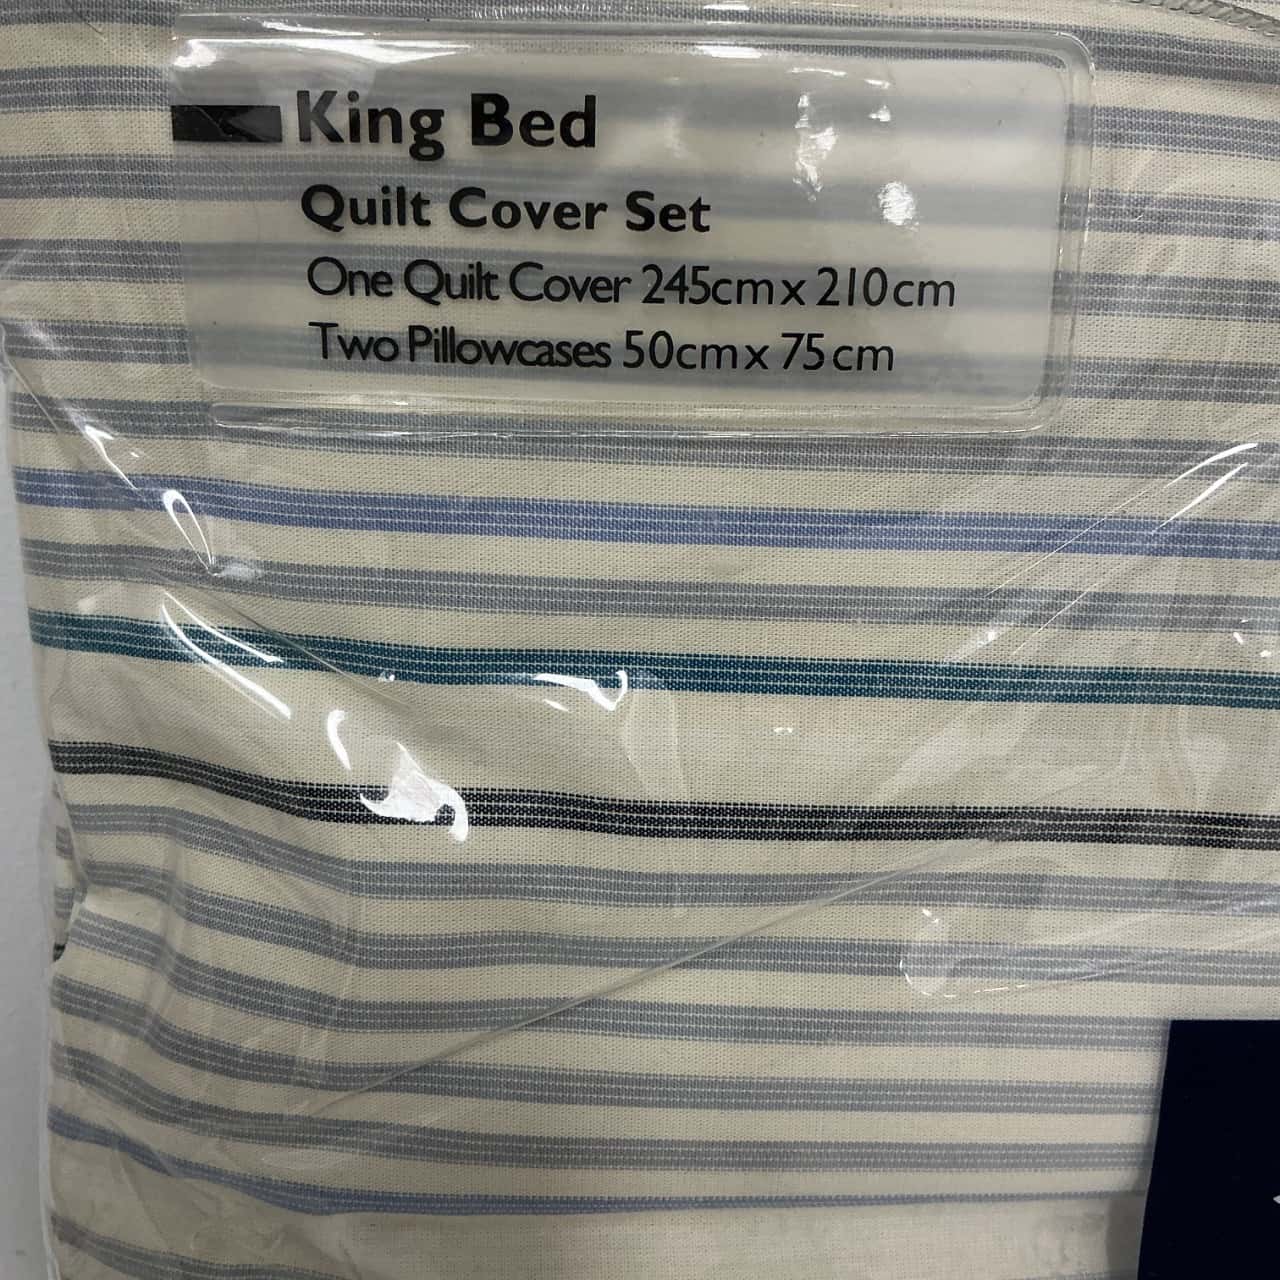 King Bed
Quilt Cover Set
One Quilt Cover 245cm x 210cm
Two Pillowcases 50cm x 75cm